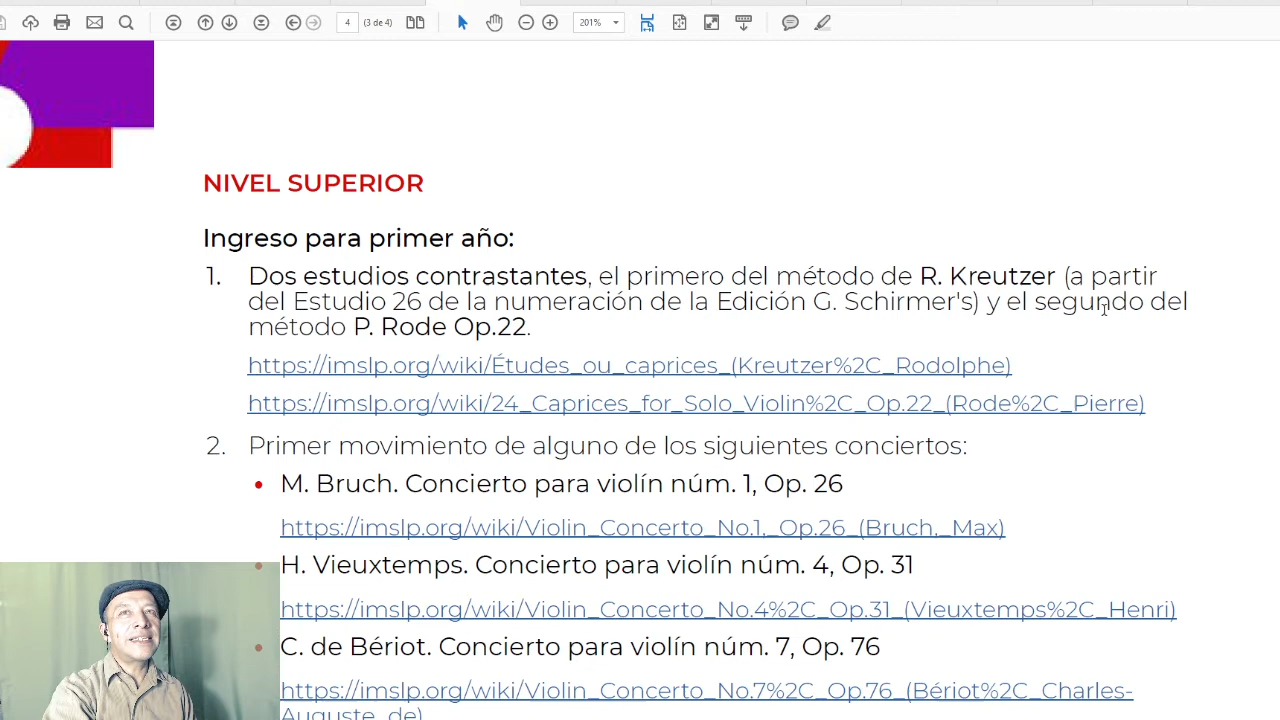 4
(3 de 4)
201%
NIVEL SUPERIOR
Ingreso para primer año:
1. Dos estudios contrastantes, el primero del método de R. Kreutzer (a partir
del Estudio 26 de la numeración de la Edición G. Schirmer's) y el segundo del
método P. Rode Op.22.
https://imslp.org/wiki/Études_ou_caprices_(Kreutzer%2C_Rodolphe)
https://imslp.org/wiki/24_Caprices_for_Solo_Violin%2C_Op.22_(Rode%2C_Pierre)
2. Primer movimiento de alguno de los siguientes conciertos:
• M. Bruch. Concierto para violín núm. 1, Op. 26
https://imslp.org/wiki/Violin_Concerto_No.1,_Op.26_(Bruch,_Max)
• H. Vieuxtemps. Concierto para violín núm. 4, Op. 31
https://imslp.org/wiki/Violin_Concerto_No.4%2C_Op.31_(Vieuxtemps%2C_Henri)
• C. de Bériot. Concierto para violín núm. 7, Op. 76
https://imslp.org/wiki/Violin_Concerto_No.7%2C_Op.76_(Bériot%2C_Charles-
Auguste_de)